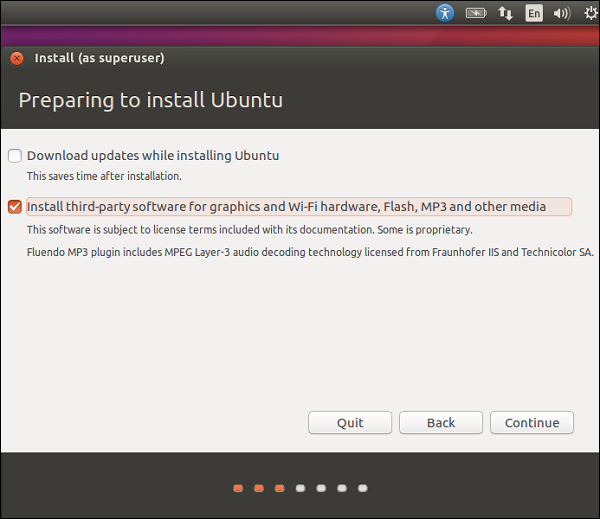 En
Install (as superuser)
Preparing to install Ubuntu
Download updates while installing Ubuntu
This saves time after installation.
Install third-party software for graphics and Wi-Fi hardware, Flash, MP3 and other media
This software is subject to license terms included with its documentation. Some is proprietary.
Fluendo MP3 plugin includes MPEG Layer-3 audio decoding technology licensed from Fraunhofer IIS and Technicolor SA.
Quit Back Continue